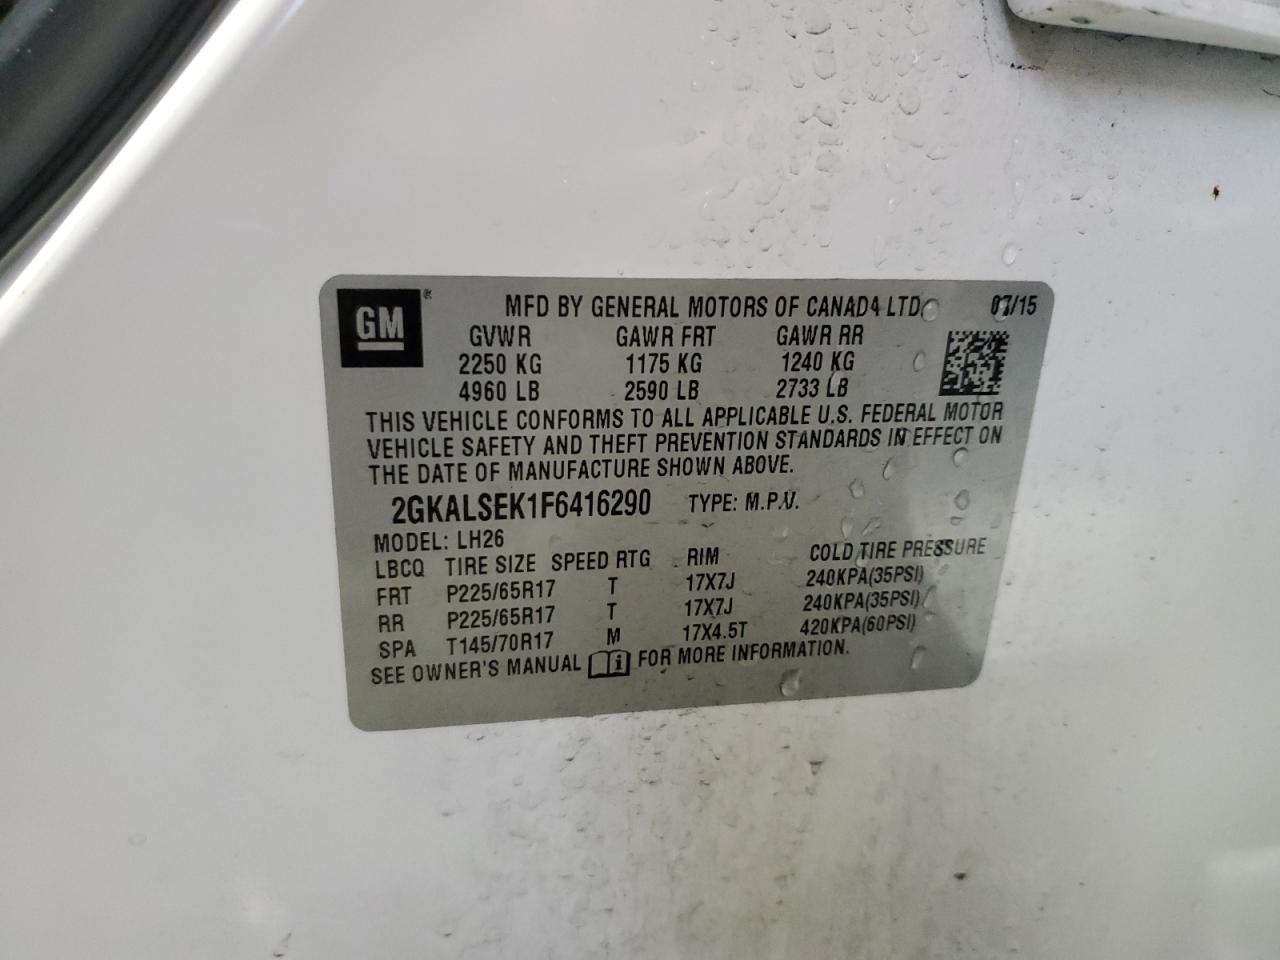 GM ® MFD BY GENERAL MOTORS OF CANADA LTD. 07/15
GVWR GAWR FRT GAWR RR
2250 KG 1175 KG 1240 KG
4960 LB 2590 LB 2733 LB
THIS VEHICLE CONFORMS TO ALL APPLICABLE U.S. FEDERAL MOTOR
VEHICLE SAFETY AND THEFT PREVENTION STANDARDS IN EFFECT ON
THE DATE OF MANUFACTURE SHOWN ABOVE.
2GKALSEK1F6416290 TYPE: M.P.V.
MODEL: LH26
LBCQ TIRE SIZE SPEED RTG RIM COLD TIRE PRESSURE
FRT P225/65R17 T 17X7J 240KPA(35PSI)
RR P225/65R17 T 17X7J 240KPA(35PSI)
SPA T145/70R17 M 17X4.5T 420KPA(60PSI)
SEE OWNER'S MANUAL i FOR MORE INFORMATION.